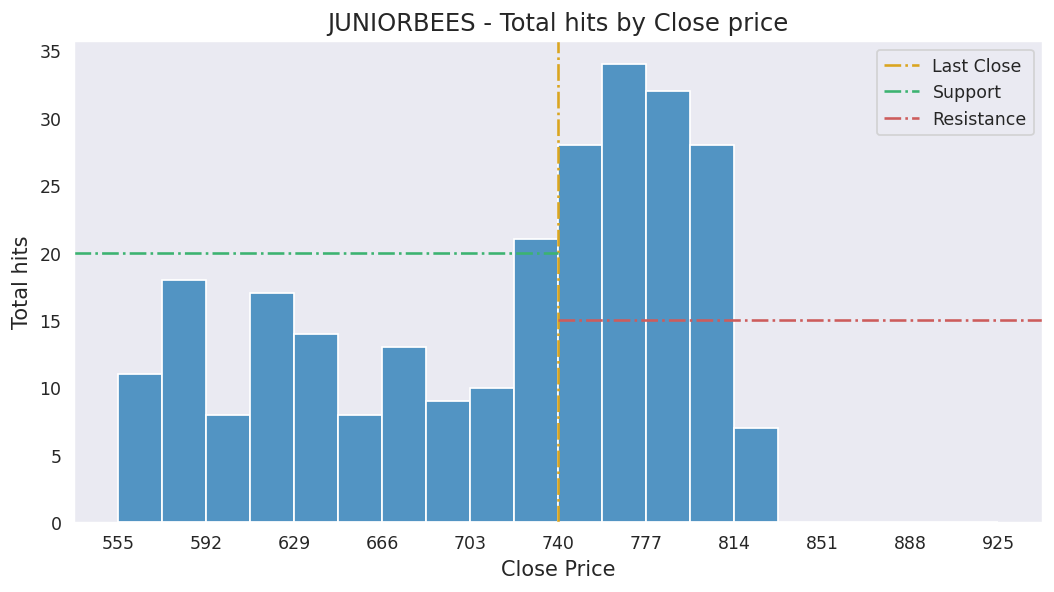 JUNIORBEES - Total hits by Close price
Last Close
Support
Resistance
Total hits
35
30
25
20
15
10
5
0
555 592 629 666 703 740 777 814 851 888 925
Close Price